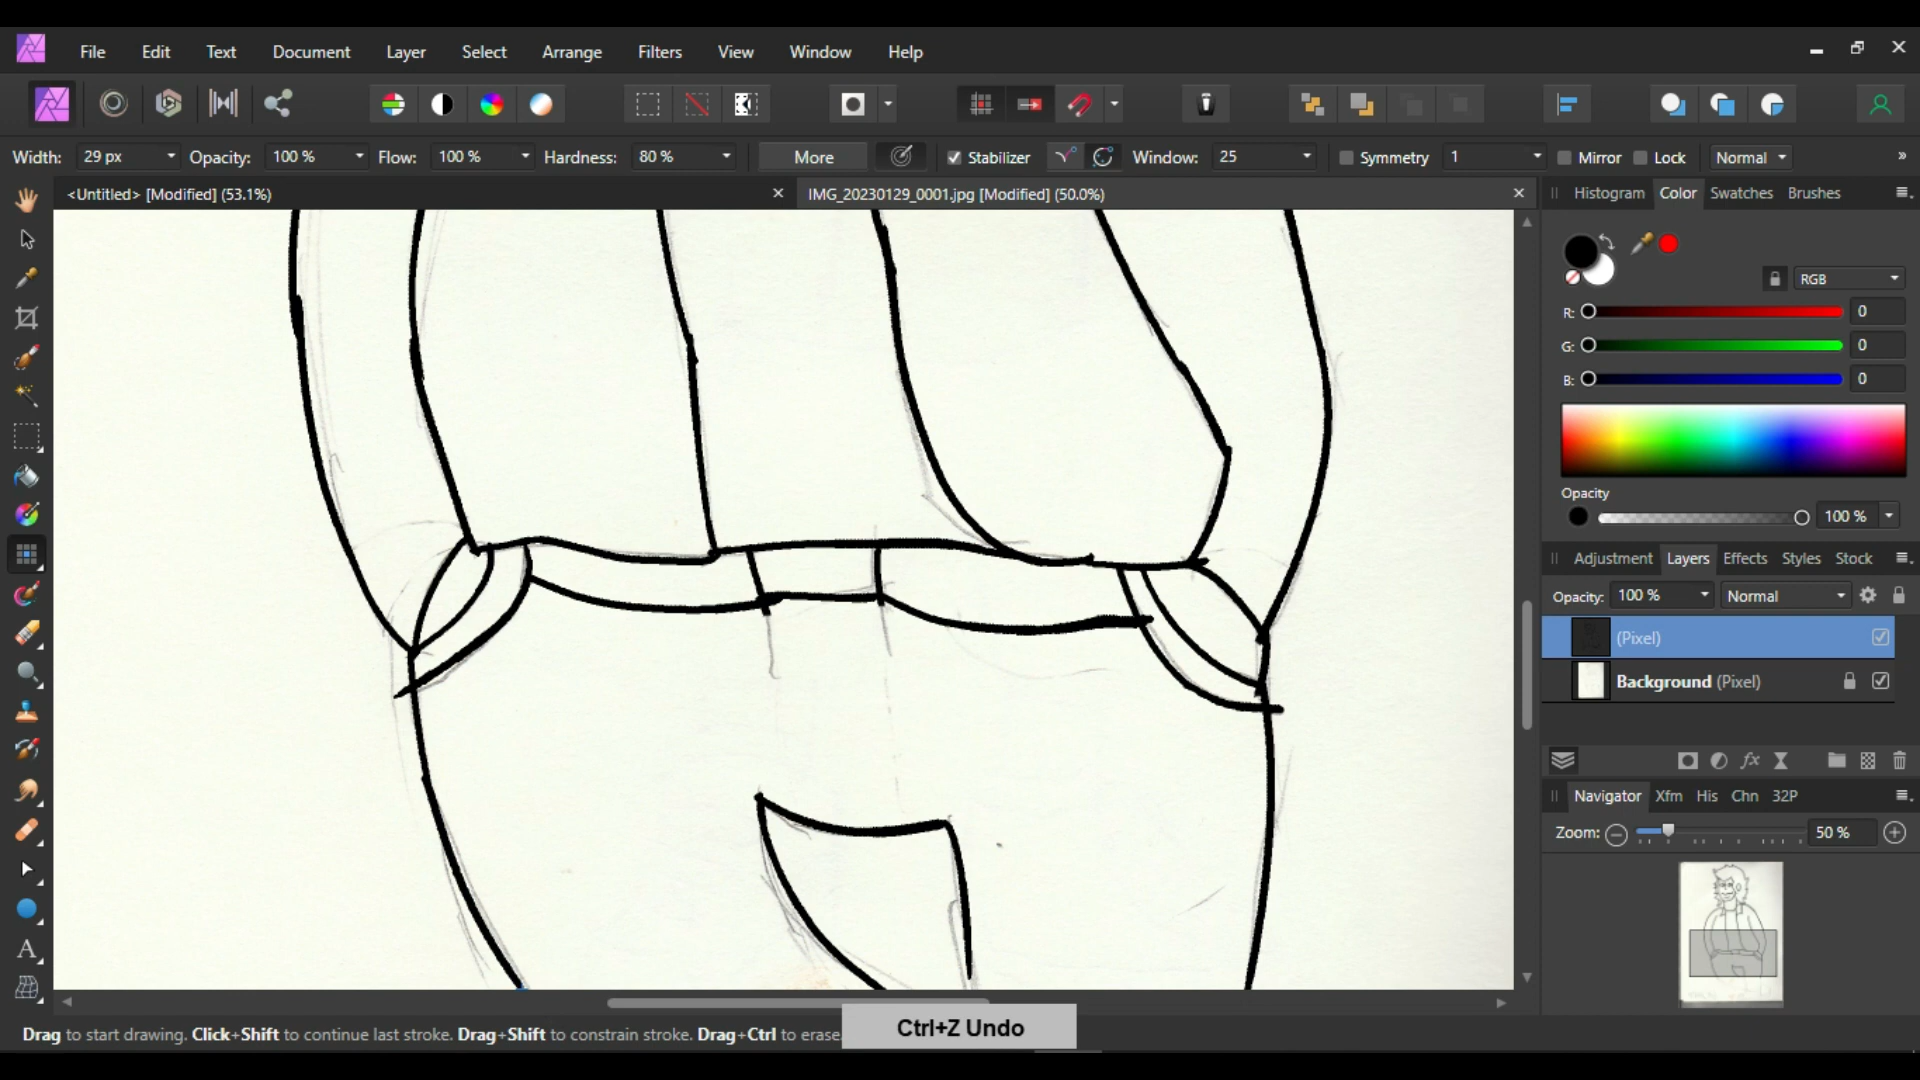 File Edit Text Document Layer Select Arrange Filters View Window Help
Width: 29 px Opacity: 100 % Flow: 100 % Hardness: 80 % More Stabilizer Window: 25 Symmetry 1 Mirror Lock Normal »
<Untitled> [Modified] (53.1%) IMG_20230129_0001.jpg [Modified] (50.0%)
Histogram Color Swatches Brushes
RGB
R: 0
G: 0
B: 0
Opacity
100 %
Adjustment Layers Effects Styles Stock
Opacity: 100 % Normal
(Pixel)
Background (Pixel)
fx
Navigator Xfm His Chn 32P
Zoom: 50 %
A
Drag to start drawing. Click+Shift to continue last stroke. Drag+Shift to constrain stroke. Drag+Ctrl to erase.
Ctrl+Z Undo